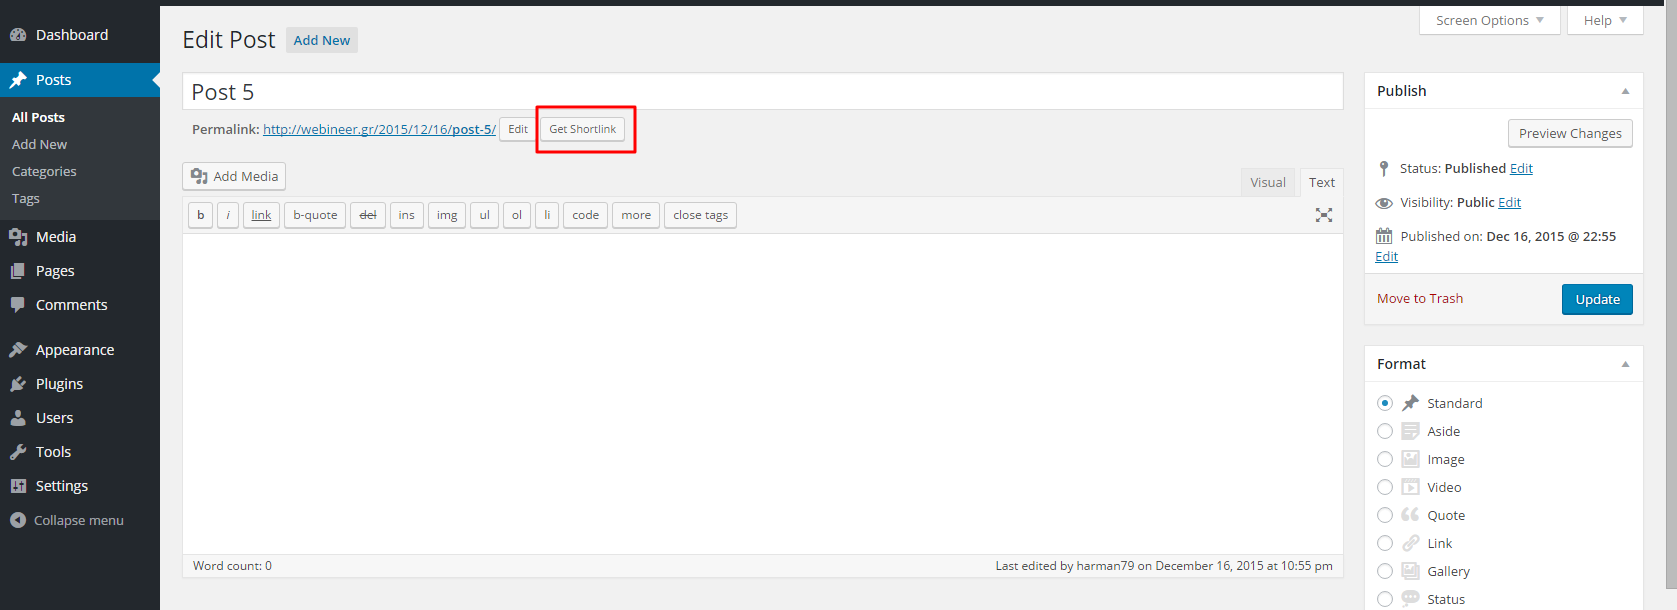 Dashboard
Posts
All Posts
Add New
Categories
Tags
Media
Pages
Comments
Appearance
Plugins
Users
Tools
Settings
Collapse menu
Screen Options
Help
Edit Post
Add New
Post 5
Permalink: http://webineer.gr/2015/12/16/post-5/ Edit Get Shortlink
Add Media
Visual
Text
b i link b-quote del ins img ul ol li code more close tags
Word count: 0
Last edited by harman79 on December 16, 2015 at 10:55 pm
Publish
Preview Changes
Status: Published Edit
Visibility: Public Edit
Published on: Dec 16, 2015 @ 22:55
Edit
Move to Trash
Update
Format
Standard
Aside
Image
Video
Quote
Link
Gallery
Status